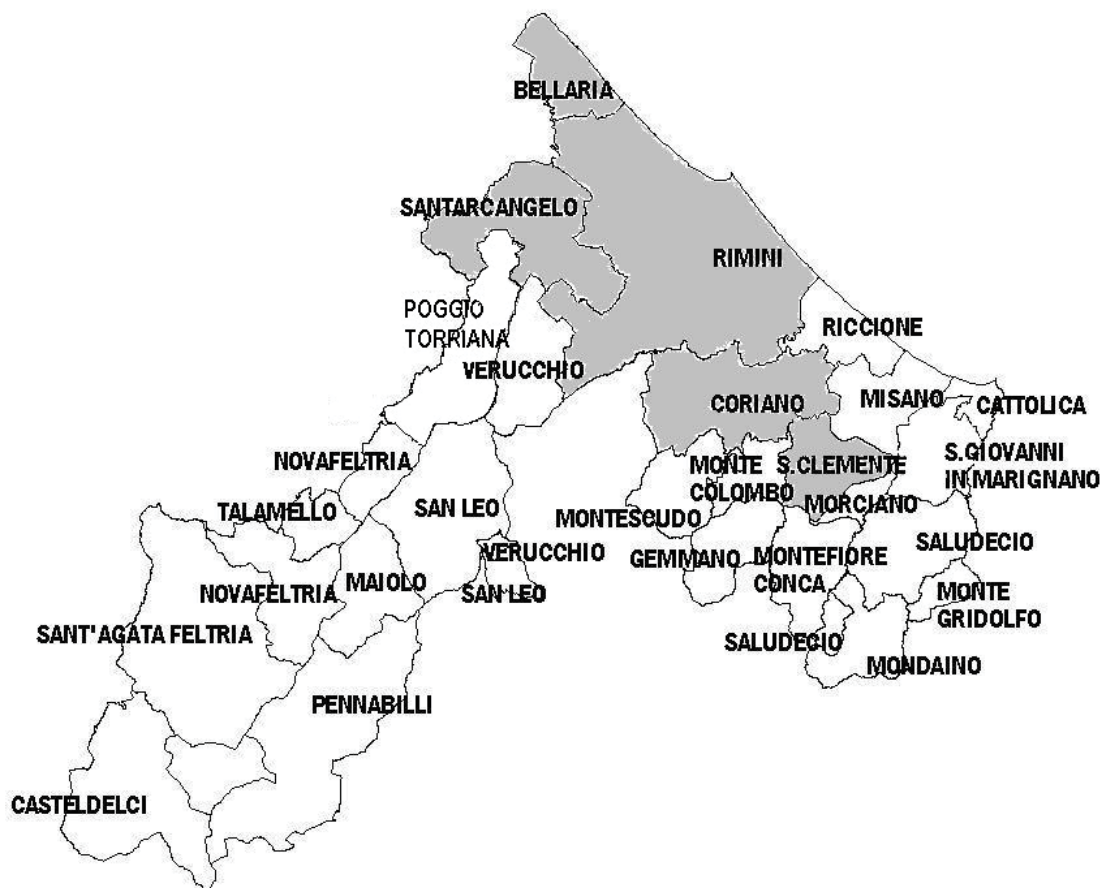 BELLARIA
SANTARCANGELO
RIMINI
POGGIO
TORRIANA
RICCIONE
VERUCCHIO
MISANO
CORIANO
CATTOLICA
S.GIOVANNI
IN MARIGNANO
NOVAFELTRIA
MONTE
COLOMBO
S.CLEMENTE
MORCIANO
TALAMELLO
SAN LEO
MONTESCUDO
SALUDECIO
VERUCCHIO
GEMMANO
MONTEFIORE
CONCA
MAIOLO
NOVAFELTRIA
SAN LEO
MONTE
GRIDOLFO
SANT'AGATA FELTRIA
SALUDECIO
MONDAINO
PENNABILLI
CASTELDELCI